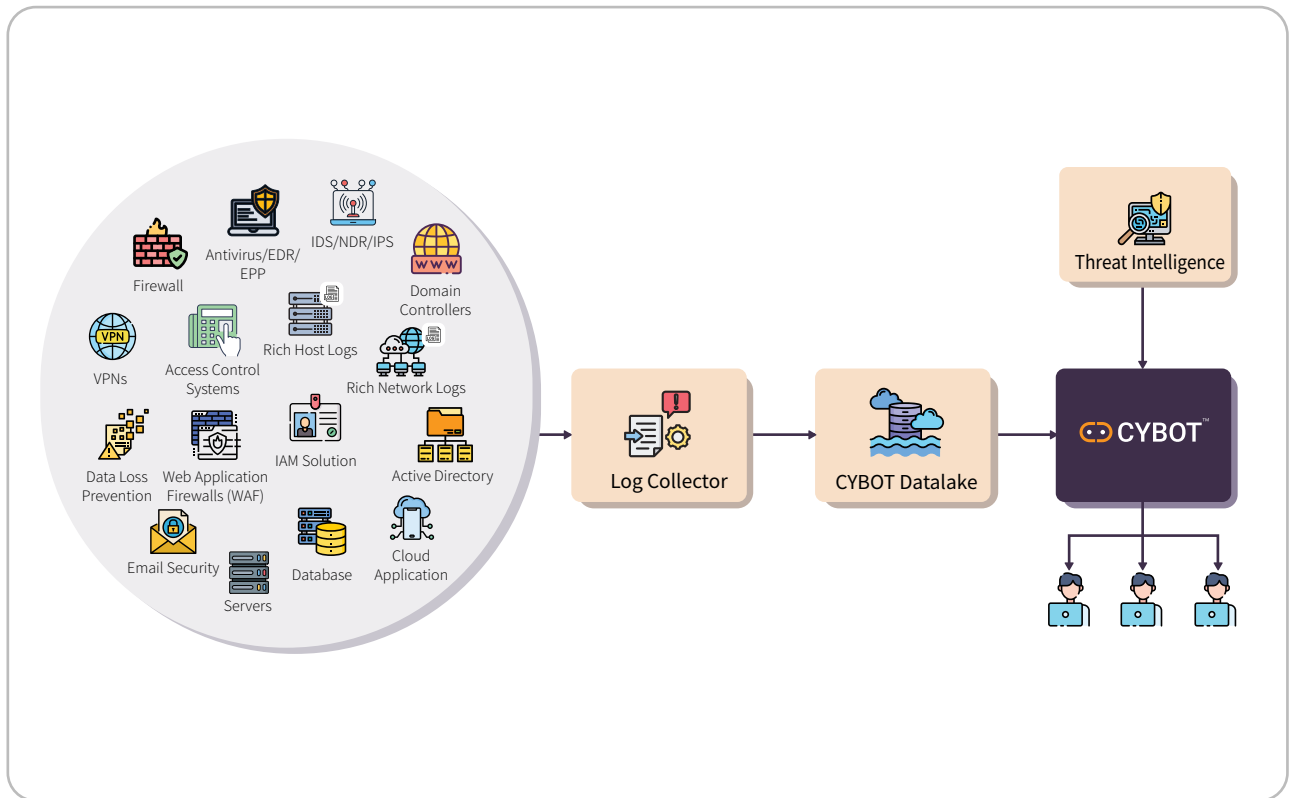 IDS/NDR/IPS
Antivirus/EDR/
EPP
Firewall
WWW
Domain
Controllers
Rich Host Logs
VPN
VPNs
Access Control
Systems
Rich Network Logs
IAM Solution
Data Loss
Prevention
Web Application
Firewalls (WAF)
Active Directory
Email Security
Servers
Database
Cloud
Application
Log Collector
CYBOT Datalake
Threat Intelligence
CYBOT™